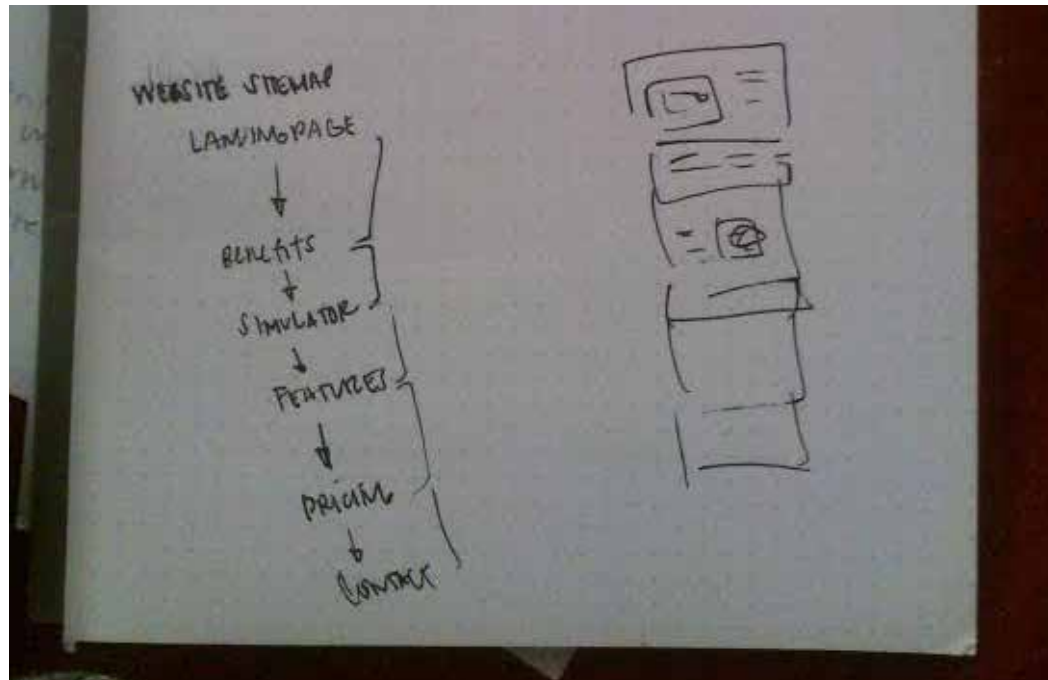 WEBSITE SITEMAP
LANDINGPAGE
BENEFITS
SIMULATOR
FEATURES
PRICING
CONTACT